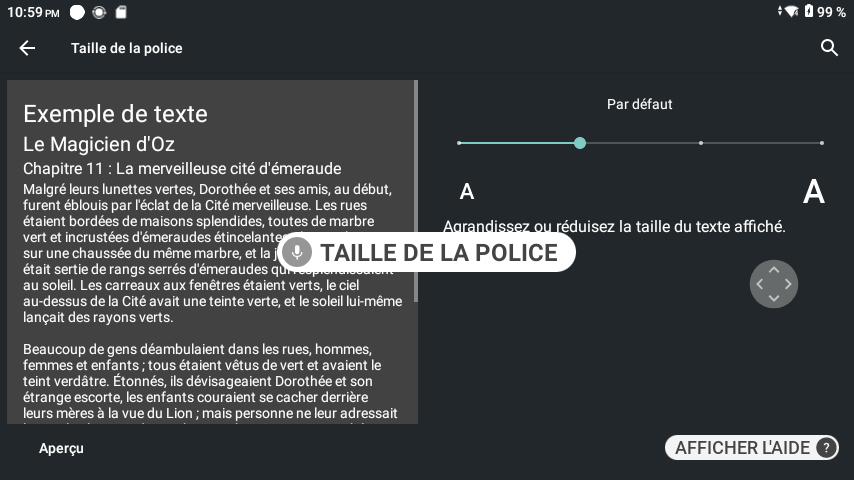 10:59 PM
99 %
Taille de la police
Exemple de texte
Le Magicien d'Oz
Chapitre 11 : La merveilleuse cité d'émeraude
Malgré leurs lunettes vertes, Dorothée et ses amis, au début,
furent éblouis par l'éclat de la Cité merveilleuse. Les rues
étaient bordées de maisons splendides, toutes de marbre
vert et incrustées d'émeraudes étincelantes
sur une chaussée du même marbre, et la
était sertie de rangs serrés d'émeraudes qui resplendissaient
au soleil. Les carreaux aux fenêtres étaient verts, le ciel
au-dessus de la Cité avait une teinte verte, et le soleil lui-même
lançait des rayons verts.
Beaucoup de gens déambulaient dans les rues, hommes,
femmes et enfants ; tous étaient vêtus de vert et avaient le
teint verdâtre. Étonnés, ils dévisageaient Dorothée et son
étrange escorte, les enfants couraient se cacher derrière
leurs mères à la vue du Lion ; mais personne ne leur adressait
Aperçu
Par défaut
A
A
Agrandissez ou réduisez la taille du texte affiché.
TAILLE DE LA POLICE
AFFICHER L'AIDE ?